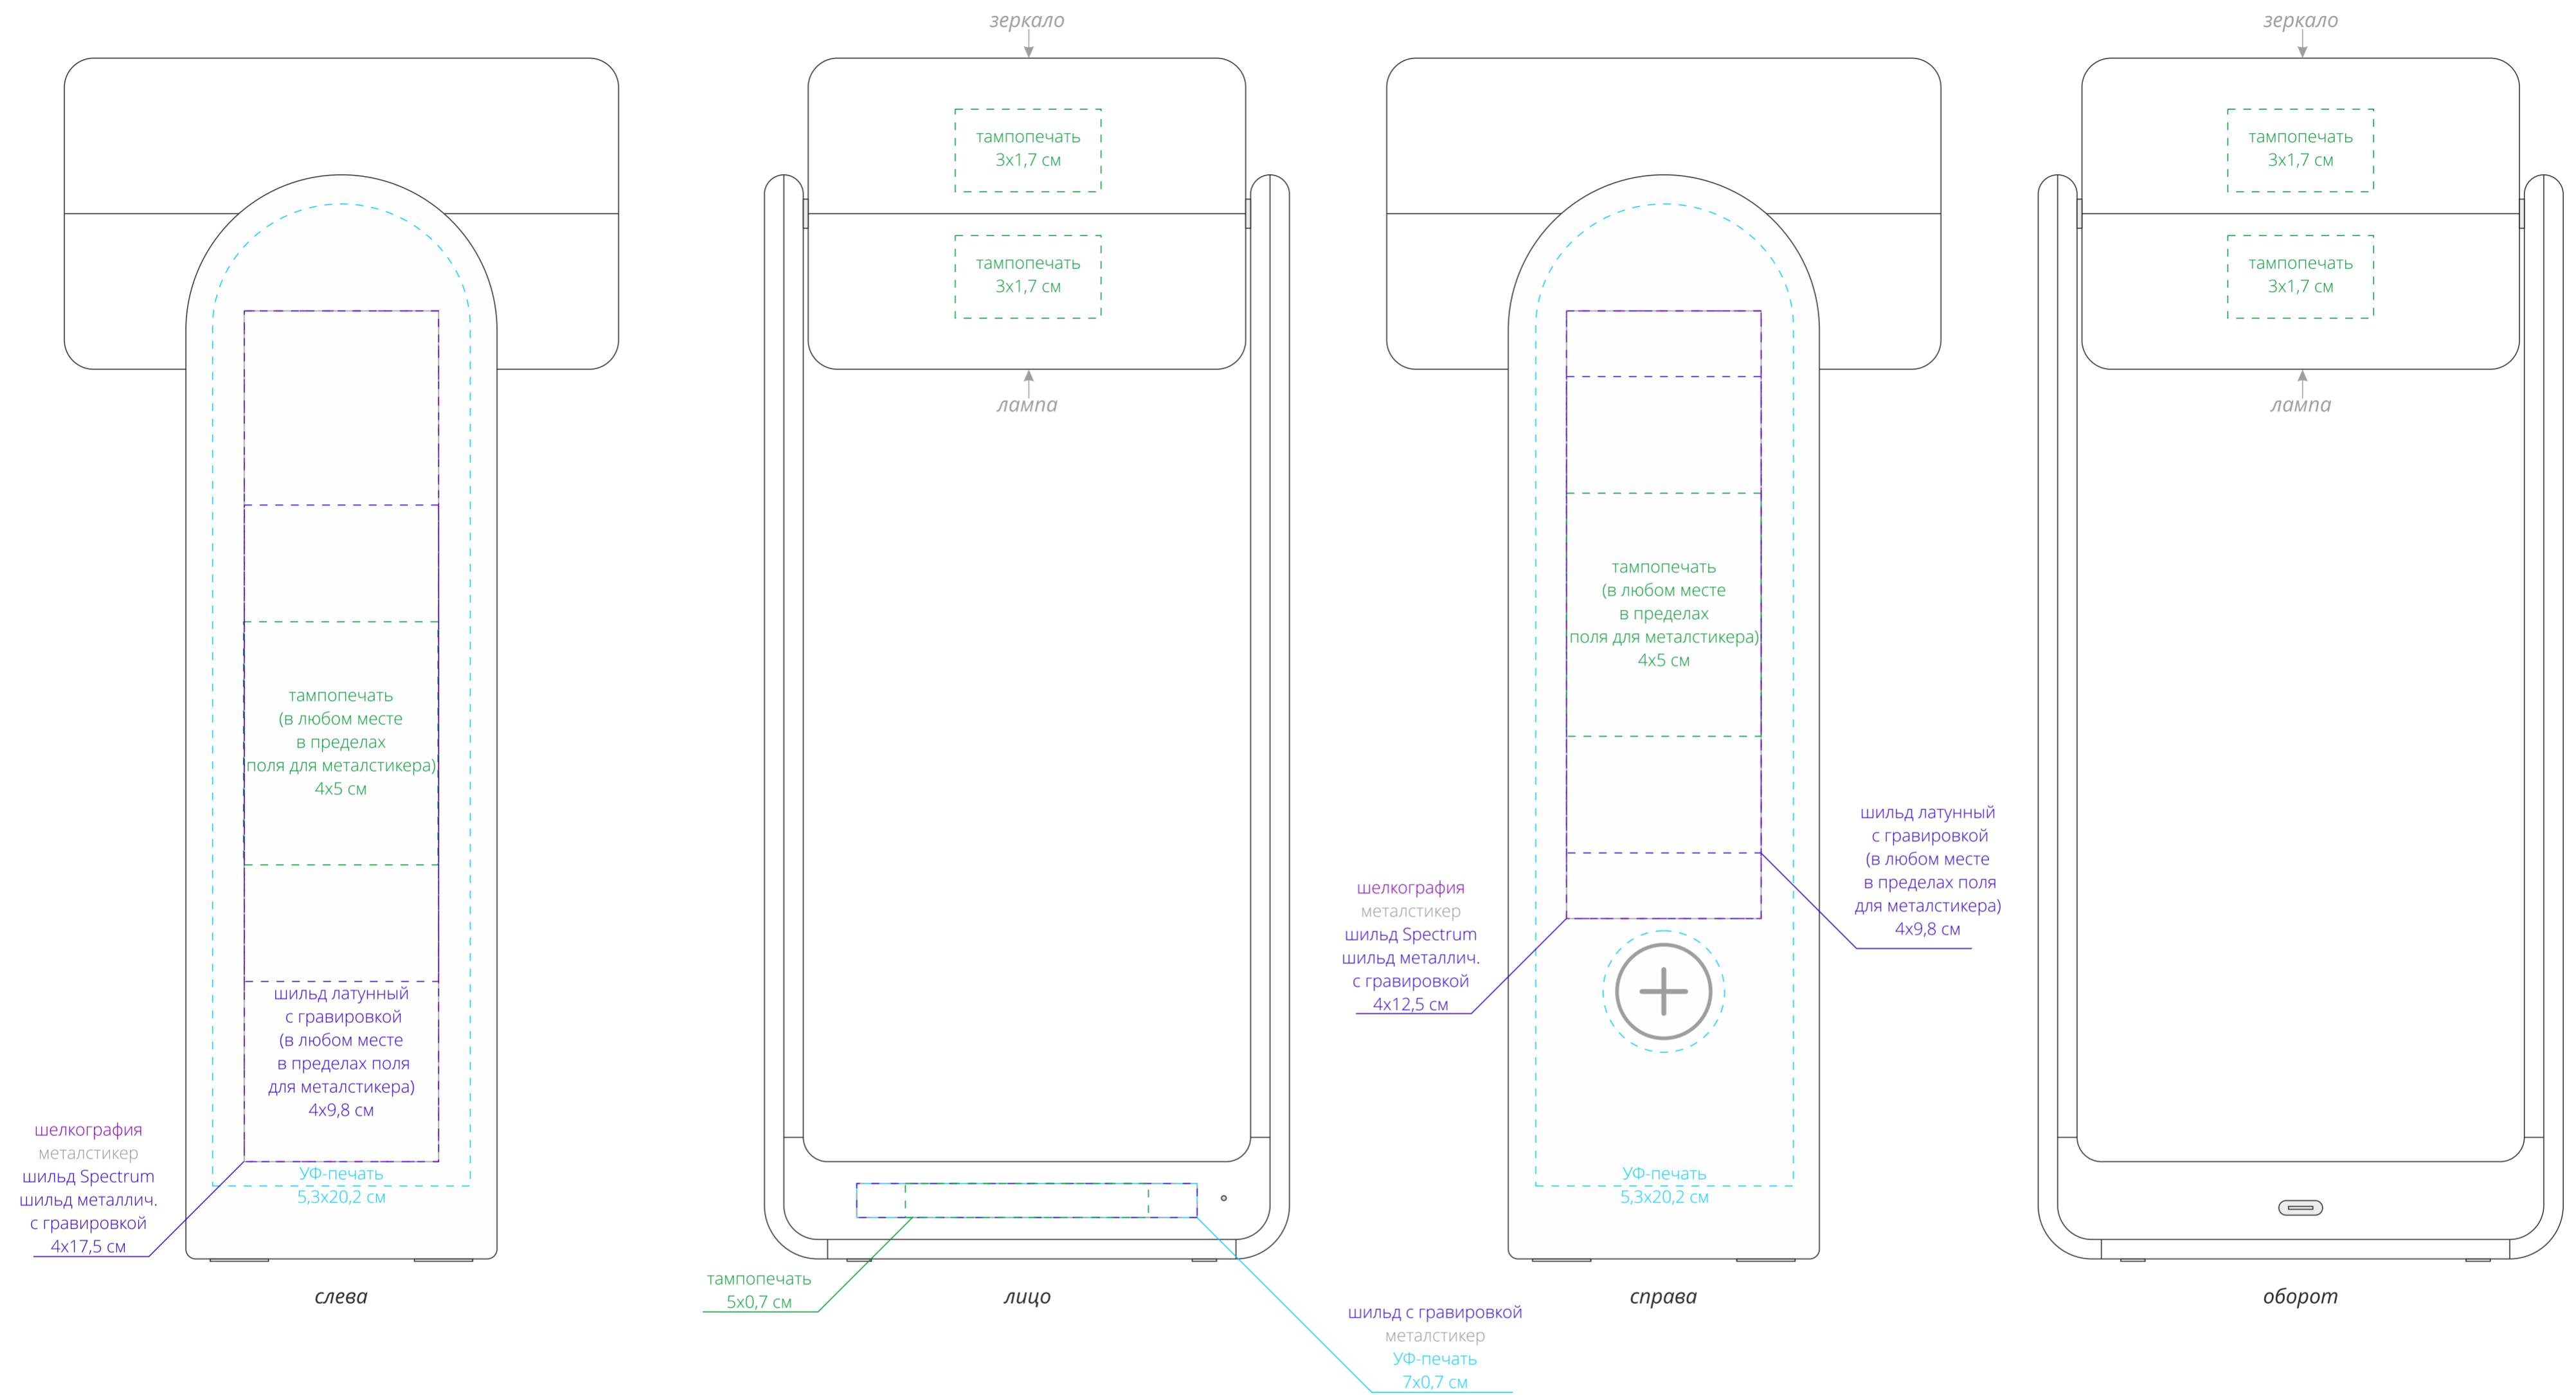 зеркало
зеркало
тампопечать
3х1,7 см
тампопечать
3х1,7 см
тампопечать
3х1,7 см
тампопечать
3х1,7 см
лампа
лампа
тампопечать
(в любом месте
в пределах
поля для металстикера)
4х5 см
шильд латунный
с гравировкой
(в любом месте
в пределах поля
для металстикера)
4х9,8 см
шелкография
металстикер
шильд Spectrum
шильд металлич.
с гравировкой
4х17,5 см
УФ-печать
5,3х20,2 см
слева
тампопечать
5х0,7 см
лицо
шильд с гравировкой
металстикер
УФ-печать
7х0,7 см
тампопечать
(в любом месте
в пределах
поля для металстикера)
4х5 см
шелкография
металстикер
шильд Spectrum
шильд металлич.
с гравировкой
4х12,5 см
шильд латунный
с гравировкой
(в любом месте
в пределах поля
для металстикера)
4х9,8 см
УФ-печать
5,3х20,2 см
справа
оборот